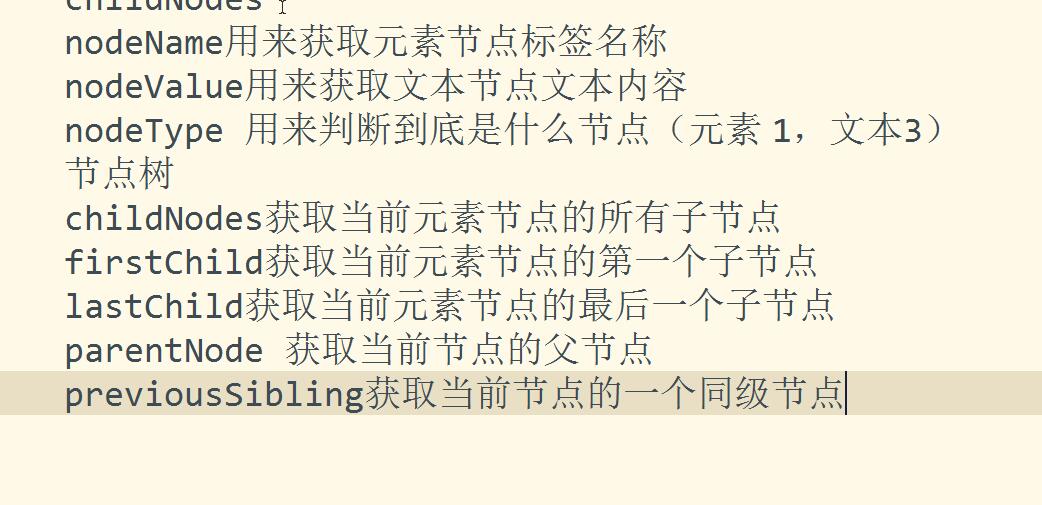 childNodes
nodeName用来获取元素节点标签名称
nodeValue用来获取文本节点文本内容
nodeType 用来判断到底是什么节点（元素 1，文本3）
节点树
childNodes获取当前元素节点的所有子节点
firstChild获取当前元素节点的第一个子节点
lastChild获取当前元素节点的最后一个子节点
parentNode 获取当前节点的父节点
previousSibling获取当前节点的一个同级节点